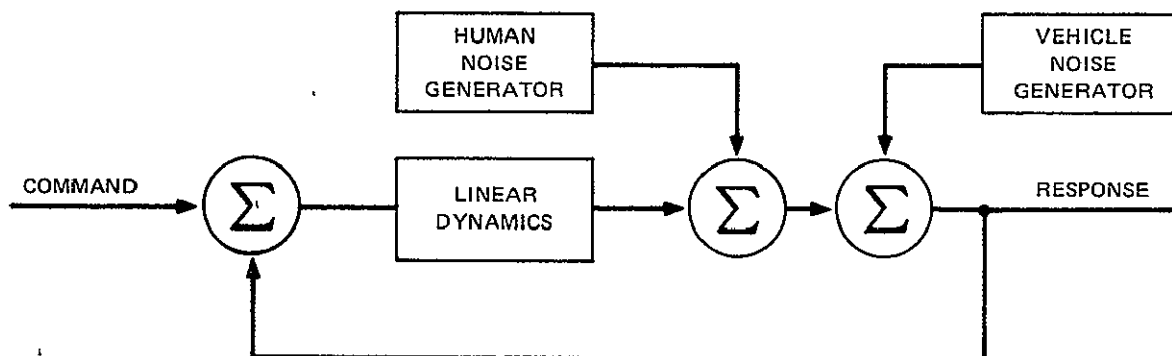 HUMAN
NOISE
GENERATOR
VEHICLE
NOISE
GENERATOR
COMMAND
Σ
LINEAR
DYNAMICS
Σ
Σ
RESPONSE